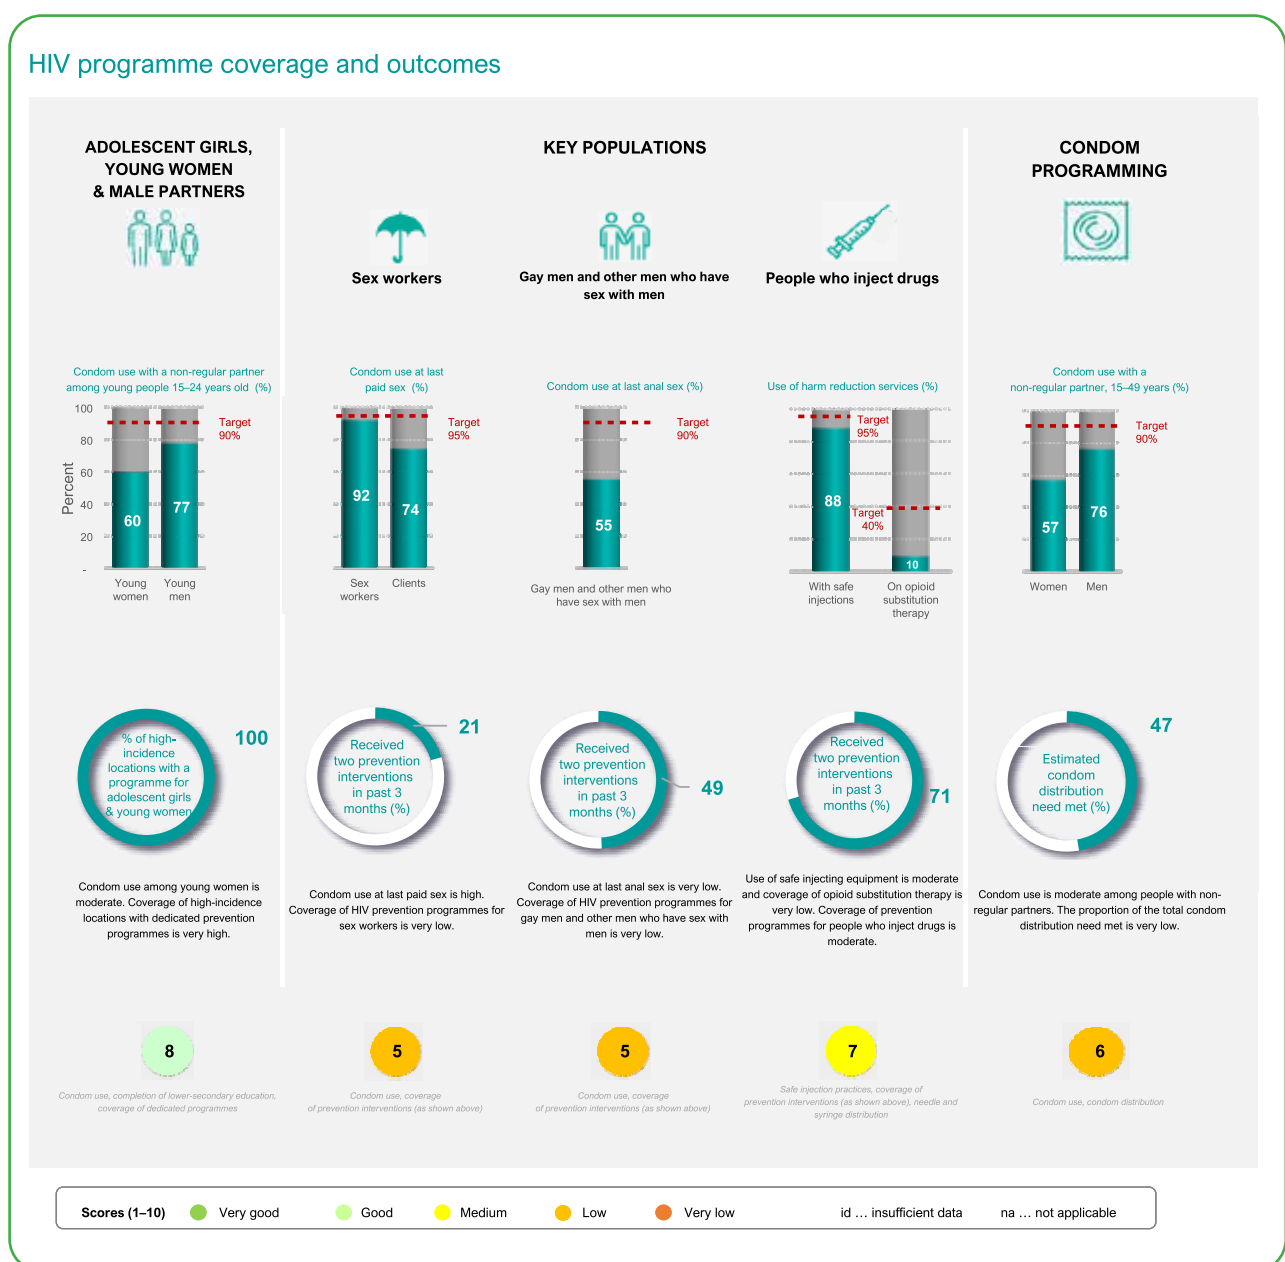 HIV programme coverage and outcomes
ADOLESCENT GIRLS,
YOUNG WOMEN
& MALE PARTNERS
KEY POPULATIONS
CONDOM
PROGRAMMING
Sex workers
Gay men and other men who have
sex with men
People who inject drugs
Condom use with a non-regular partner
among young people 15–24 years old (%)
Percent
100
80
60
40
20
-
60
77
Target
90%
Young
women
Young
men
Condom use at last
paid sex (%)
92
74
Target
95%
Sex
workers
Clients
Condom use at last anal sex (%)
55
Target
90%
Gay men and other men who
have sex with men
Use of harm reduction services (%)
88
Target
95%
Target
40%
10
With safe
injections
On opioid
substitution
therapy
Condom use with a
non-regular partner, 15–49 years (%)
57
76
Target
90%
Women
Men
% of high-
incidence
locations with a
programme for
adolescent girls
& young women
100
Received
two prevention
interventions
in past 3
months (%)
21
Received
two prevention
interventions
in past 3
months (%)
49
Received
two prevention
interventions
in past 3
months (%)
71
Estimated
condom
distribution
need met (%)
47
Condom use among young women is
moderate. Coverage of high-incidence
locations with dedicated prevention
programmes is very high.
Condom use at last paid sex is high.
Coverage of HIV prevention programmes for
sex workers is very low.
Condom use at last anal sex is very low.
Coverage of HIV prevention programmes for
gay men and other men who have sex with
men is very low.
Use of safe injecting equipment is moderate
and coverage of opioid substitution therapy is
very low. Coverage of prevention
programmes for people who inject drugs is
moderate.
Condom use is moderate among people with non-
regular partners. The proportion of the total condom
distribution need met is very low.
8
5
5
7
6
Condom use, completion of lower-secondary education,
coverage of dedicated programmes
Condom use, coverage
of prevention interventions (as shown above)
Condom use, coverage
of prevention interventions (as shown above)
Safe injection practices, coverage of
prevention interventions (as shown above), needle and
syringe distribution
Condom use, condom distribution
Scores (1–10)
Very good
Good
Medium
Low
Very low
id … insufficient data
na … not applicable